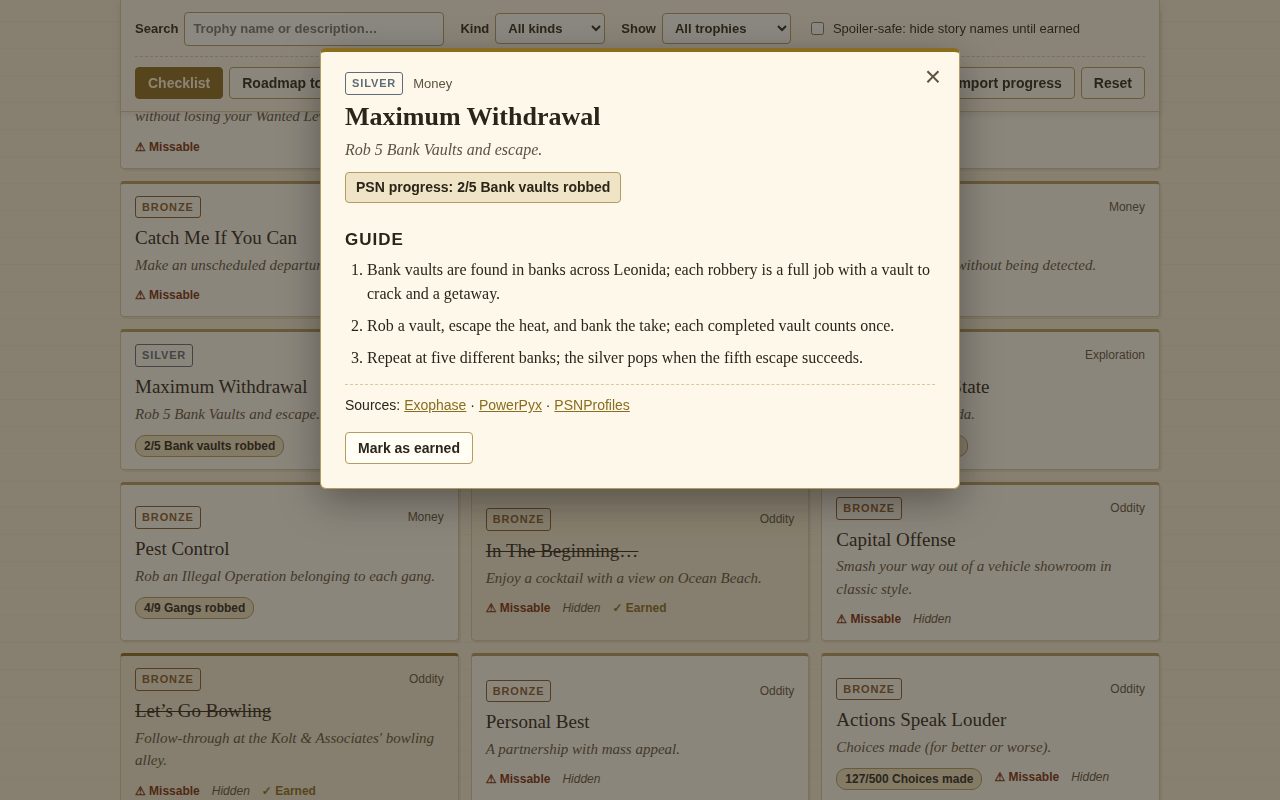 Search Trophy name or description… Kind All kinds Show All trophies Spoiler-safe: hide story names until earned
Checklist Roadmap to mport progress Reset
without losing your Wanted Le
⚠ Missable
BRONZE
Catch Me If You Can
Make an unscheduled departur
⚠ Missable
Money
without being detected.
SILVER Money ✕
Maximum Withdrawal
Rob 5 Bank Vaults and escape.
PSN progress: 2/5 Bank vaults robbed
GUIDE
1. Bank vaults are found in banks across Leonida; each robbery is a full job with a vault to
crack and a getaway.
2. Rob a vault, escape the heat, and bank the take; each completed vault counts once.
3. Repeat at five different banks; the silver pops when the fifth escape succeeds.
Sources: Exophase · PowerPyx · PSNProfiles
Mark as earned
SILVER
Maximum Withdrawal
Rob 5 Bank Vaults and escape.
2/5 Bank vaults robbed
Exploration
State
da.
BRONZE Money
Pest Control
Rob an Illegal Operation belonging to each gang.
4/9 Gangs robbed
BRONZE Oddity
In The Beginning…
Enjoy a cocktail with a view on Ocean Beach.
⚠ Missable Hidden ✓ Earned
BRONZE Oddity
Capital Offense
Smash your way out of a vehicle showroom in
classic style.
⚠ Missable Hidden
BRONZE Oddity
Let’s Go Bowling
Follow-through at the Kolt & Associates' bowling
alley.
⚠ Missable Hidden ✓ Earned
BRONZE Oddity
Personal Best
A partnership with mass appeal.
⚠ Missable Hidden
BRONZE Oddity
Actions Speak Louder
Choices made (for better or worse).
127/500 Choices made ⚠ Missable Hidden